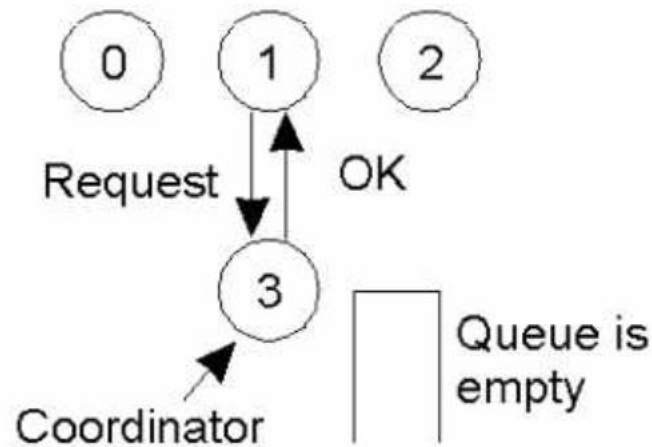 0 1 2
Request OK
3
Queue is
empty
Coordinator